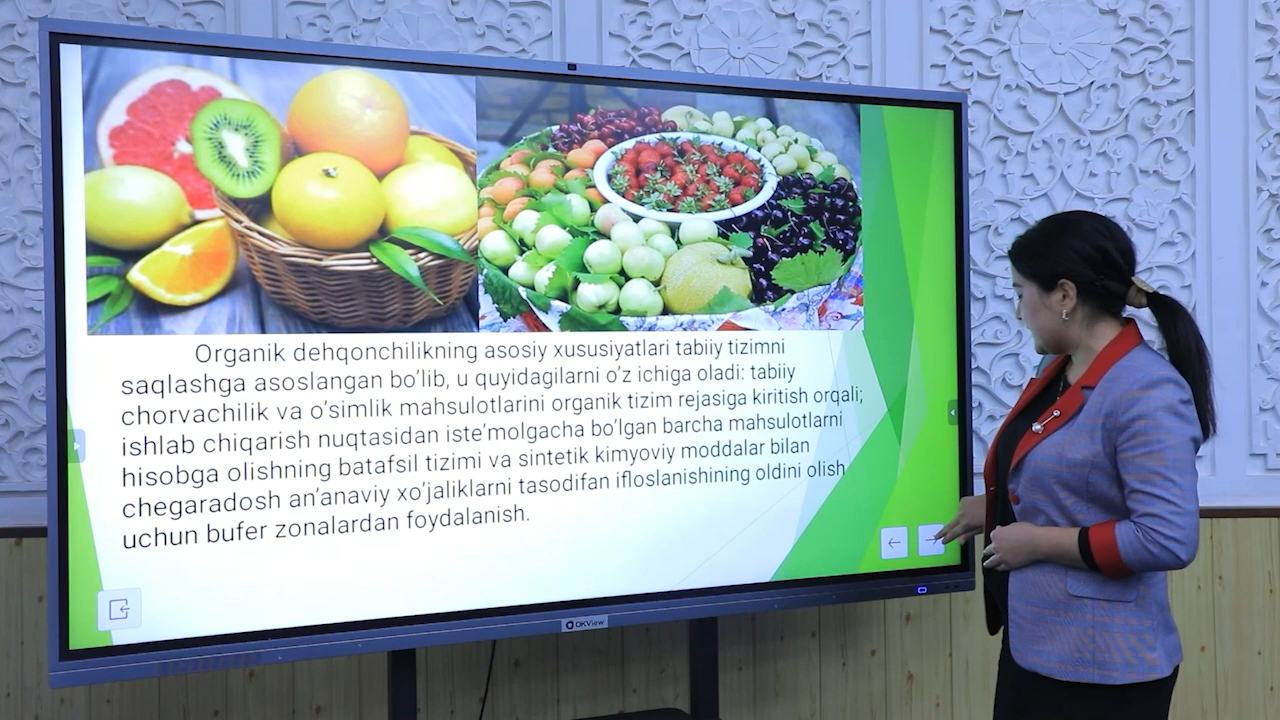 Organik dehqonchilikning asosiy xususiyatlari tabiiy tizimni
saqlashga asoslangan bo’lib, u quyidagilarni o’z ichiga oladi: tabiiy
chorvachilik va o’simlik mahsulotlarini organik tizim rejasiga kiritish orqali;
ishlab chiqarish nuqtasidan iste’molgacha bo’lgan barcha mahsulotlarni
hisobga olishning batafsil tizimi va sintetik kimyoviy moddalar bilan
chegaradosh an’anaviy xo’jaliklarni tasodifan ifloslanishining oldini olish
uchun bufer zonalardan foydalanish.
OKView